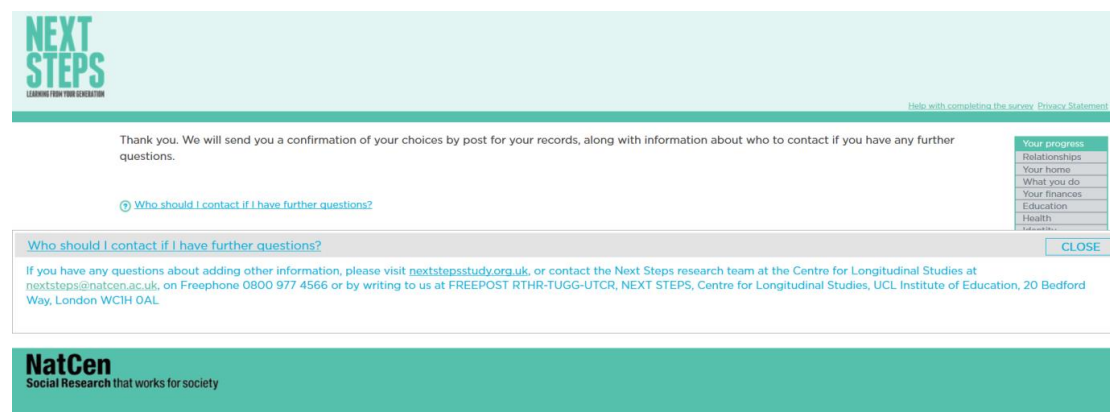 NEXT
STEPS
LEARNING FROM YOUR GENERATION
Help with completing the survey Privacy Statement
Thank you. We will send you a confirmation of your choices by post for your records, along with information about who to contact if you have any further
questions.
? Who should I contact if I have further questions?
Your progress
Relationships
Your home
What you do
Your finances
Education
Health
Identity
Who should I contact if I have further questions?
CLOSE
If you have any questions about adding other information, please visit nextstepsstudy.org.uk, or contact the Next Steps research team at the Centre for Longitudinal Studies at
nextsteps@natcen.ac.uk, on Freephone 0800 977 4566 or by writing to us at FREEPOST RTHR-TUGG-UTCR, NEXT STEPS, Centre for Longitudinal Studies, UCL Institute of Education, 20 Bedford
Way, London WC1H 0AL
NatCen
Social Research that works for society